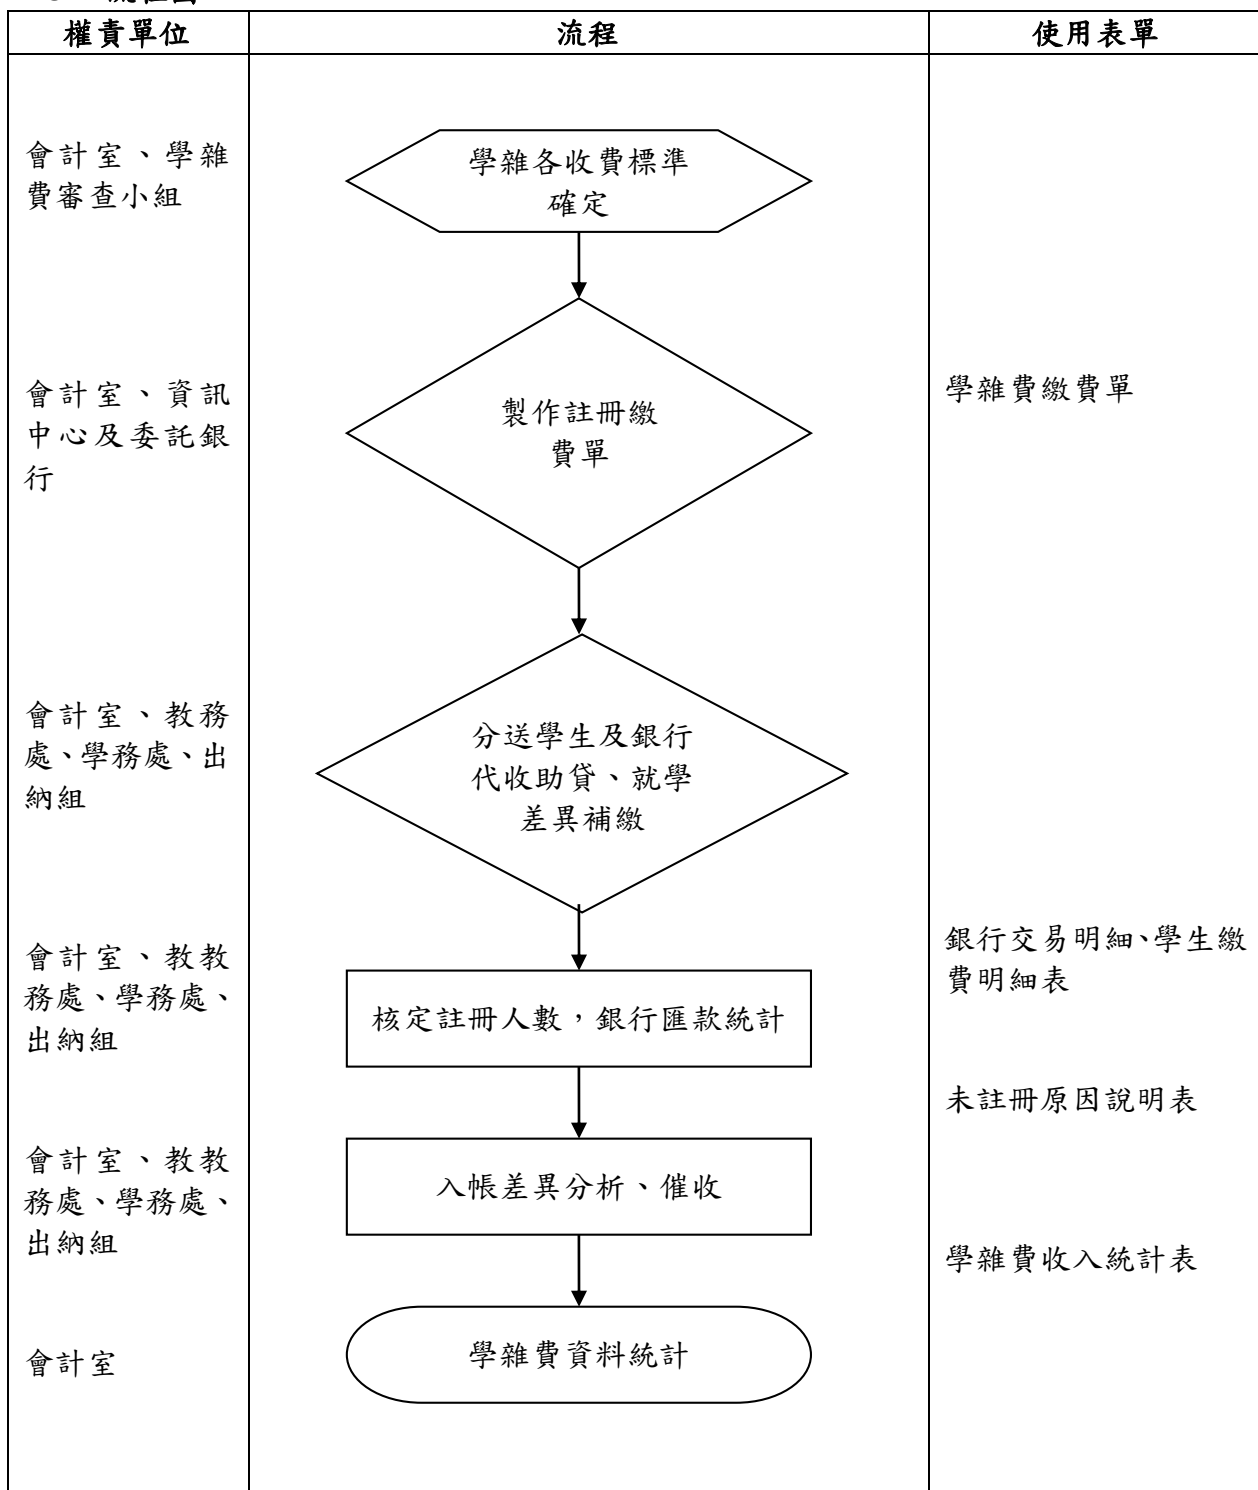 權責單位
流程
使用表單
會計室、學雜
費審查小組
學雜各收費標準
確定
會計室、資訊
中心及委託銀
行
製作註冊繳
費單
學雜費繳費單
會計室、教務
處、學務處、出
納組
分送學生及銀行
代收助貸、就學
差異補繳
會計室、教教
務處、學務處、
出納組
核定註冊人數，銀行匯款統計
銀行交易明細、學生繳
費明細表
未註冊原因說明表
會計室、教教
務處、學務處、
出納組
入帳差異分析、催收
學雜費收入統計表
會計室
學雜費資料統計